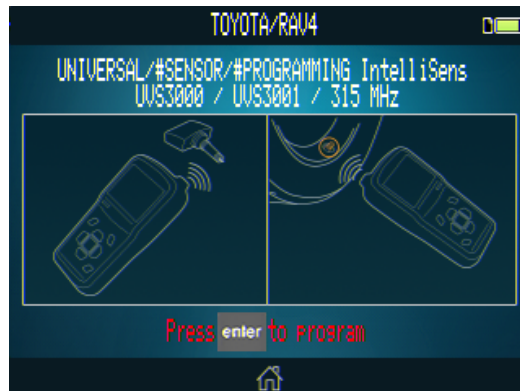 TOYOTA/RAV4
UNIVERSAL/#SENSOR/#PROGRAMMING IntelliSens
UVS3000 / UVS3001 / 315 MHz
Press enter to program